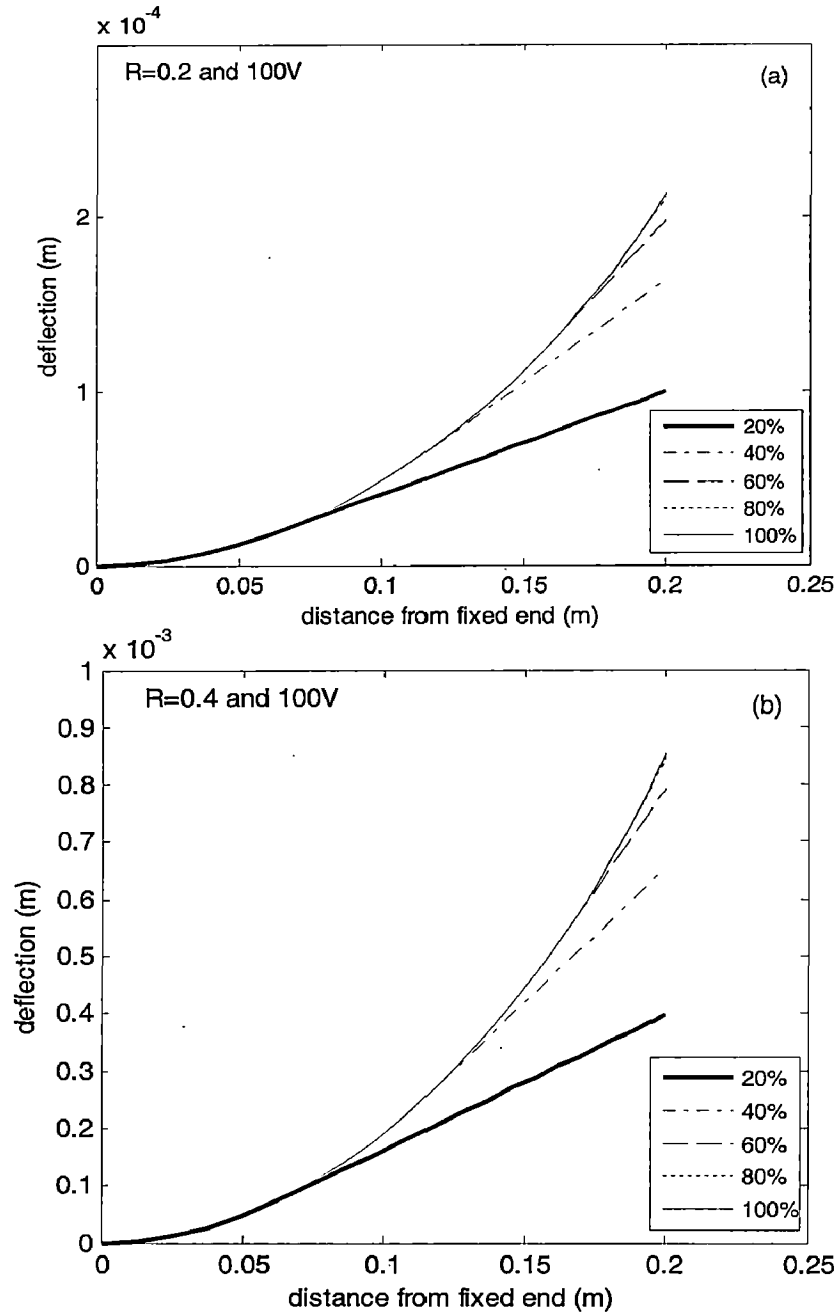 x 10⁻⁴
R=0.2 and 100V
(a)
2
1
0
deflection (m)
0 0.05 0.1 0.15 0.2 0.25
distance from fixed end (m)
20%
40%
60%
80%
100%
x 10⁻³
R=0.4 and 100V
(b)
1
0.9
0.8
0.7
0.6
0.5
0.4
0.3
0.2
0.1
0
deflection (m)
0 0.05 0.1 0.15 0.2 0.25
distance from fixed end (m)
20%
40%
60%
80%
100%